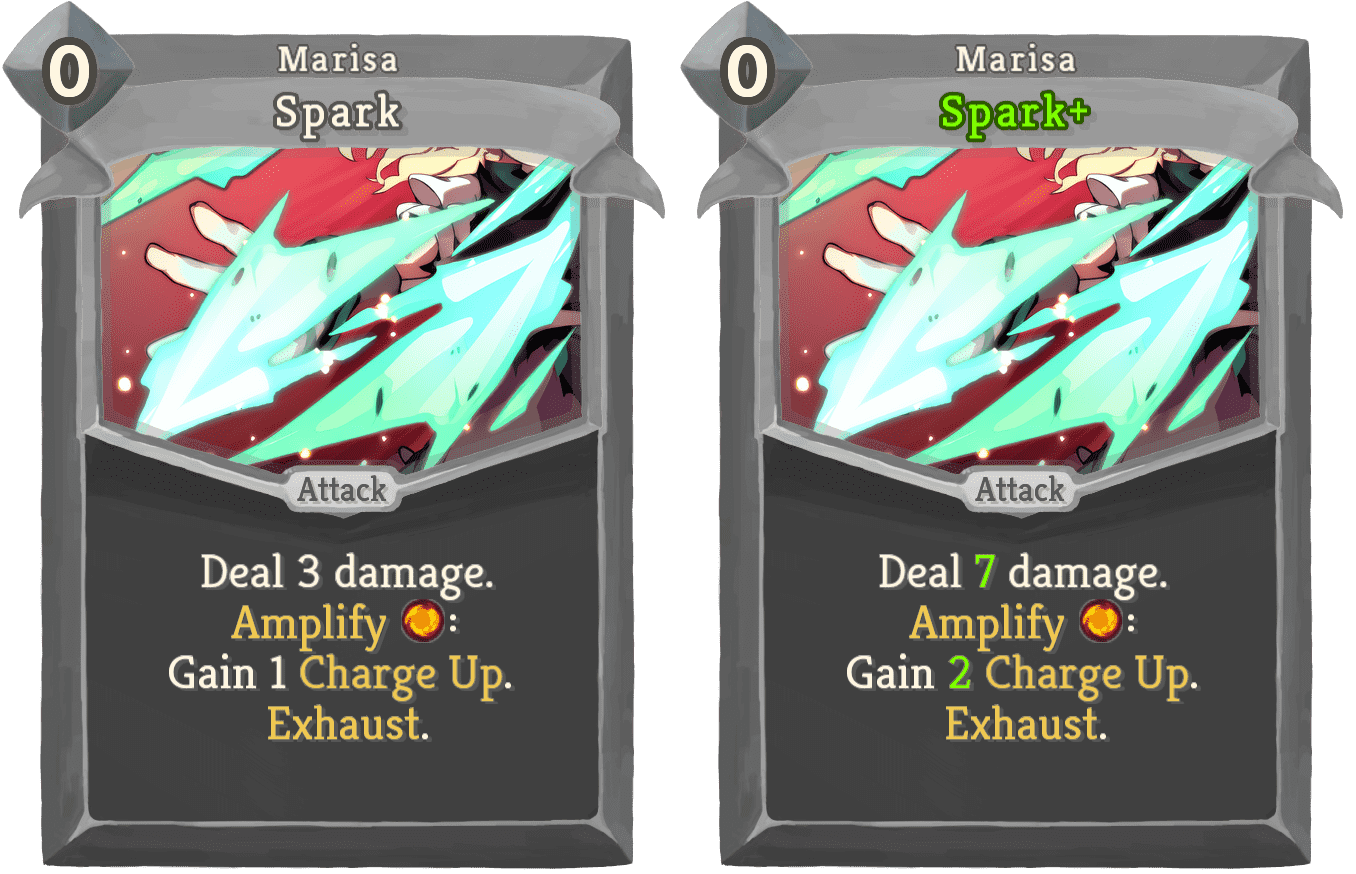 0
Marisa
Spark
Attack
Deal 3 damage.
Amplify :
Gain 1 Charge Up.
Exhaust.
0
Marisa
Spark+
Attack
Deal 7 damage.
Amplify :
Gain 2 Charge Up.
Exhaust.